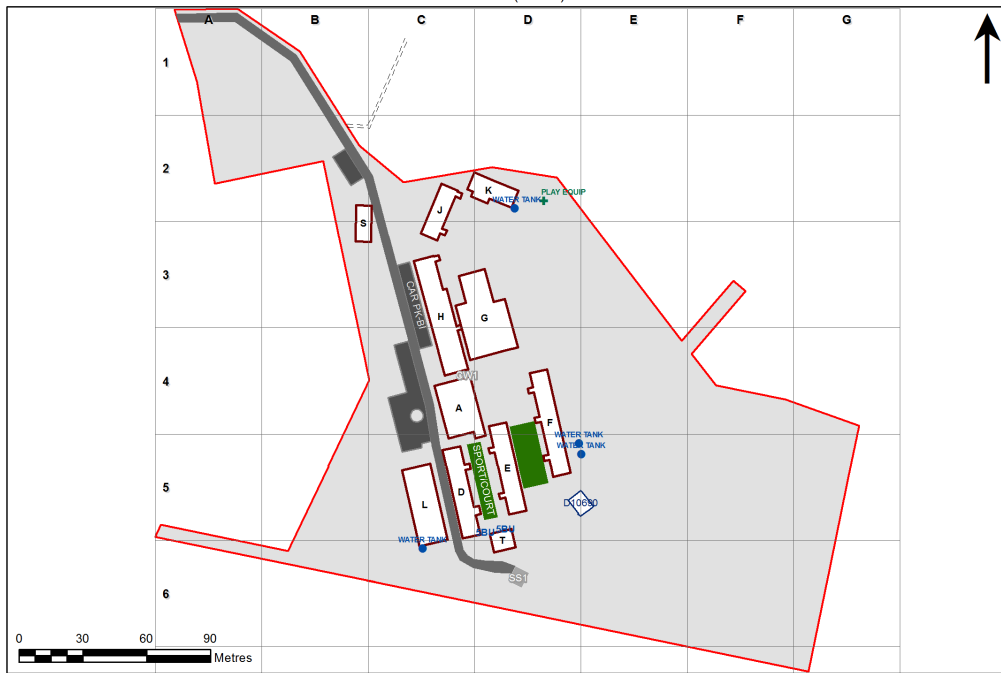 A B C D E F G
1
2
K
PLAY EQUIP
WATER TANK
J
S
3
CAR PK-B
H
G
4
A
F
WATER TANK
WATER TANK
SPORT/COURT
E
5
D
L
D10690
T
WATER TANK
SS1
6
0 30 60 90
Metres